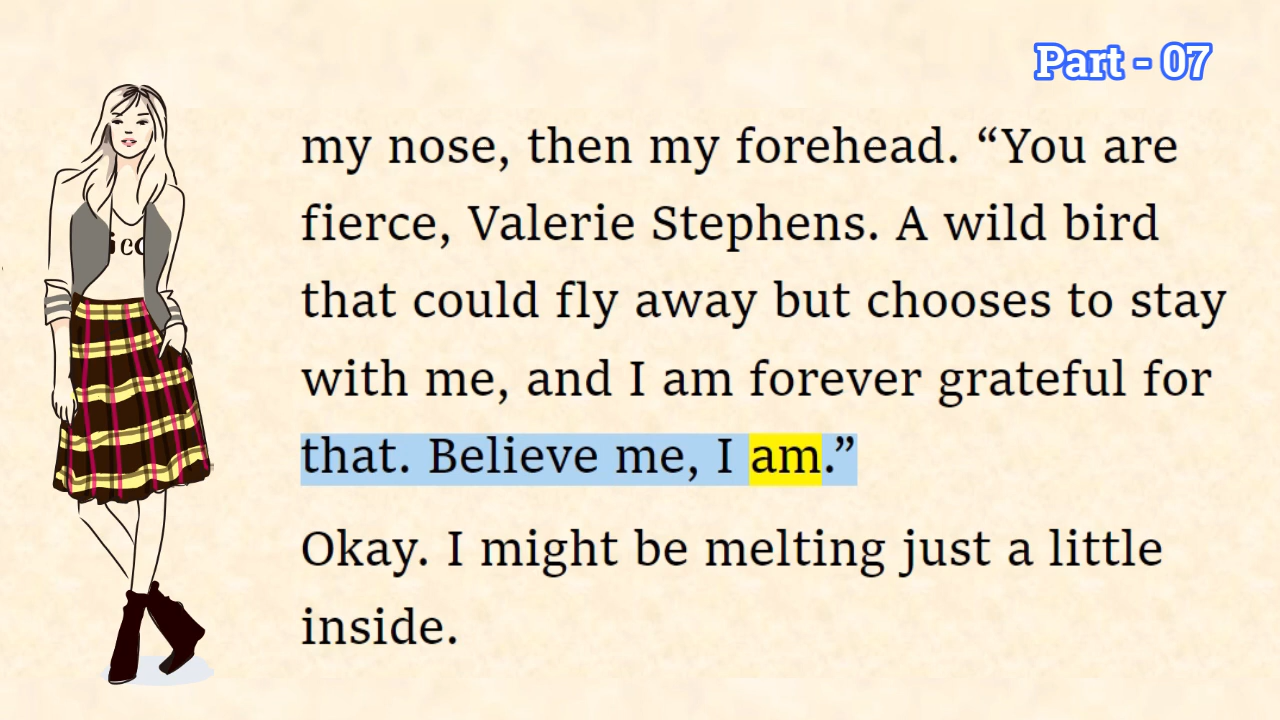 Part - 07
my nose, then my forehead. “You are
fierce, Valerie Stephens. A wild bird
that could fly away but chooses to stay
with me, and I am forever grateful for
that. Believe me, I am.”
Okay. I might be melting just a little
inside.